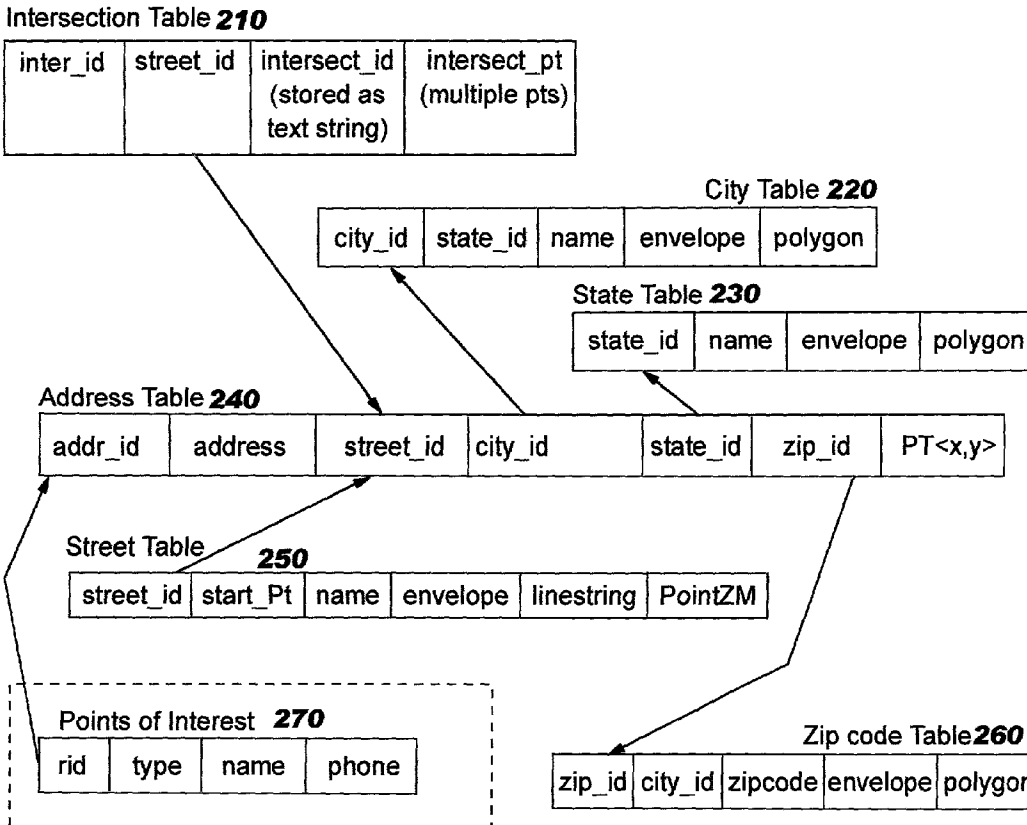 Intersection Table 210
inter_id street_id intersect_id intersect_pt
(stored as (multiple pts)
text string)
City Table 220
city_id state_id name envelope polygon
State Table 230
state_id name envelope polygon
Address Table 240
addr_id address street_id city_id state_id zip_id PT<x,y>
Street Table 250
street_id start_Pt name envelope linestring PointZM
Points of Interest 270
rid type name phone
Zip code Table 260
zip_id city_id zipcode envelope polygon